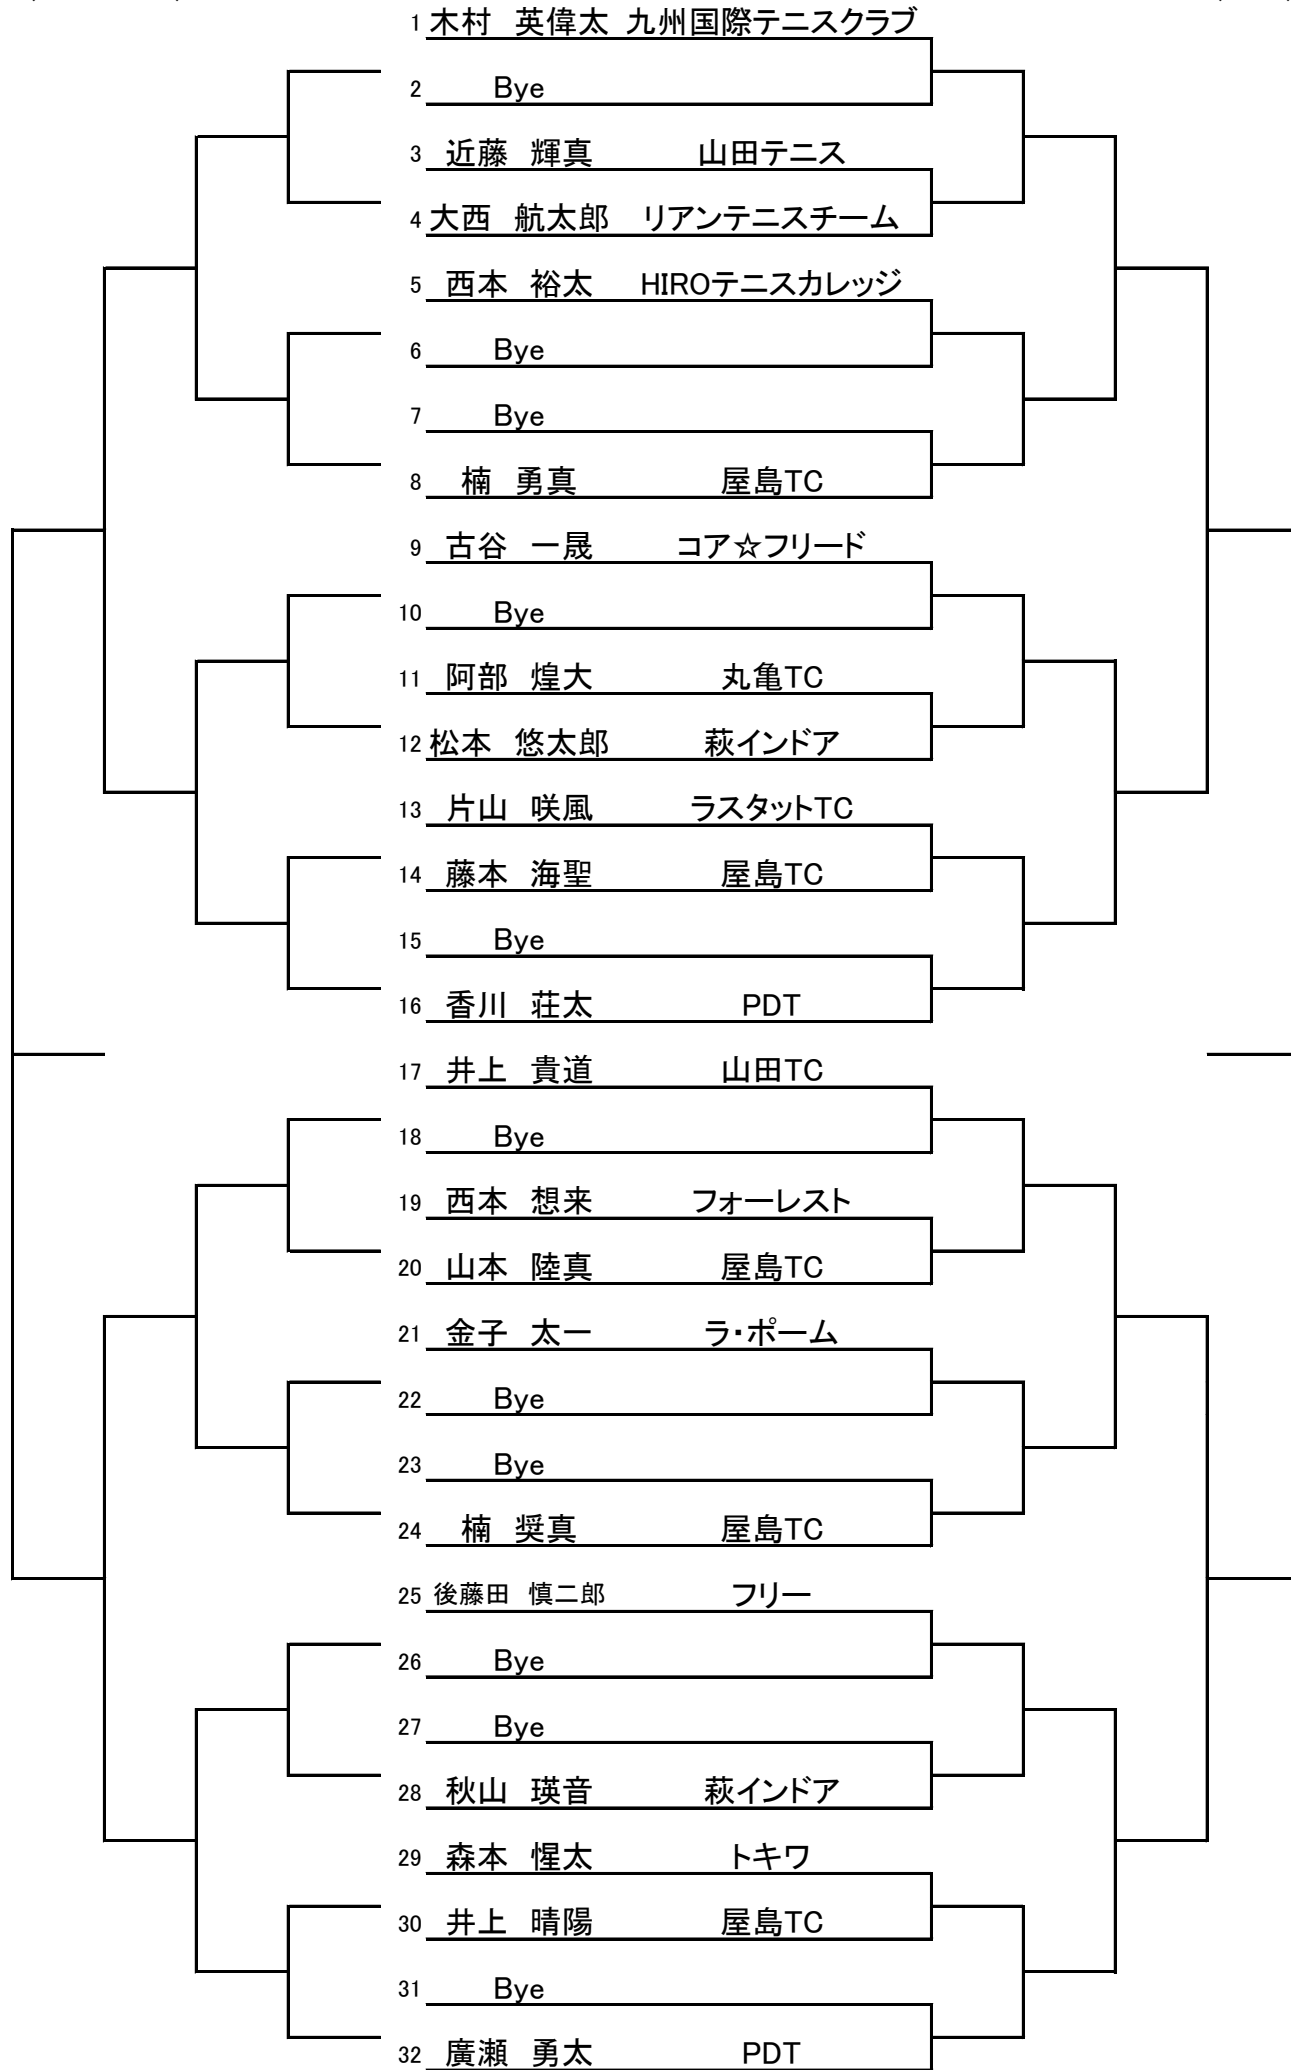 1 木村 英偉太 九州国際テニスクラブ
2 Bye
3 近藤 輝真 山田テニス
4 大西 航太郎 リアンテニスチーム
5 西本 裕太 HIROテニスカレッジ
6 Bye
7 Bye
8 楠 勇真 屋島TC
9 古谷 一晟 コア☆フリード
10 Bye
11 阿部 煌大 丸亀TC
12 松本 悠太郎 萩インドア
13 片山 咲風 ラスタットTC
14 藤本 海聖 屋島TC
15 Bye
16 香川 荘太 PDT
17 井上 貴道 山田TC
18 Bye
19 西本 想来 フォーレスト
20 山本 陸真 屋島TC
21 金子 太一 ラ・ポーム
22 Bye
23 Bye
24 楠 奨真 屋島TC
25 後藤田 慎二郎 フリー
26 Bye
27 Bye
28 秋山 瑛音 萩インドア
29 森本 惺太 トキワ
30 井上 晴陽 屋島TC
31 Bye
32 廣瀬 勇太 PDT